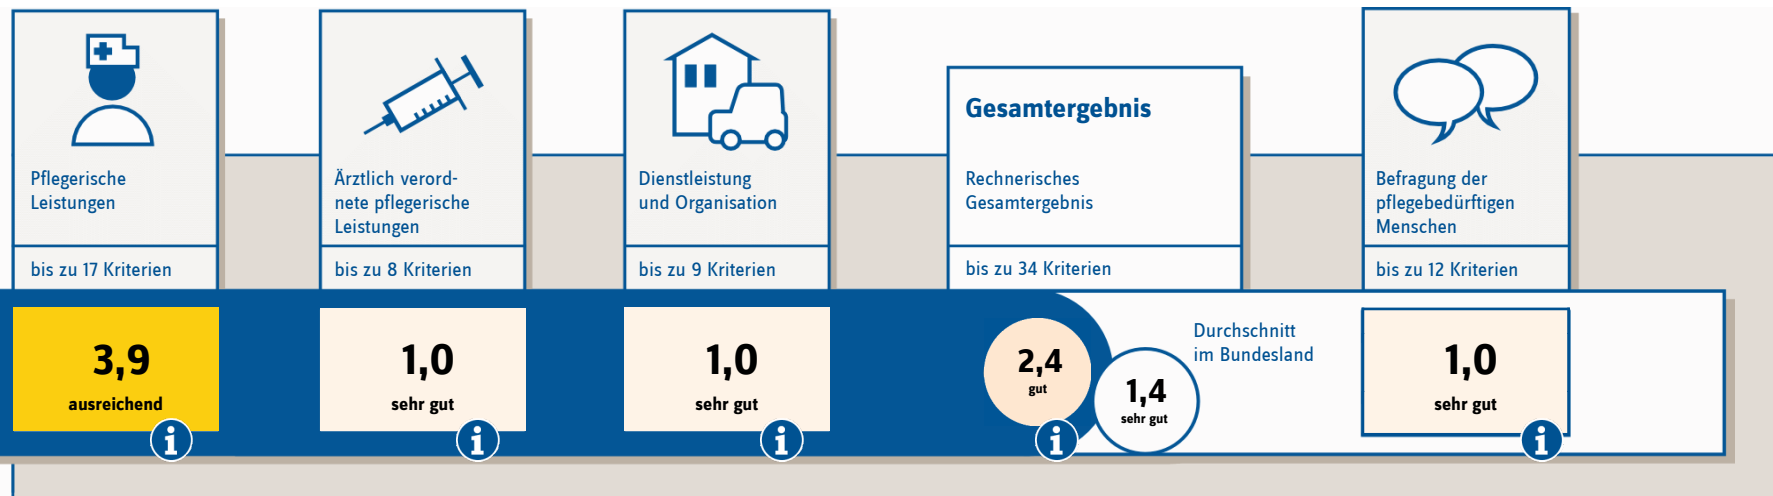 Pflegerische
Leistungen
bis zu 17 Kriterien
3,9
ausreichend
i
Ärztlich verord-
nete pflegerische
Leistungen
bis zu 8 Kriterien
1,0
sehr gut
i
Dienstleistung
und Organisation
bis zu 9 Kriterien
1,0
sehr gut
i
Gesamtergebnis
Rechnerisches
Gesamtergebnis
bis zu 34 Kriterien
2,4
gut
i
1,4
sehr gut
Durchschnitt
im Bundesland
Befragung der
pflegebedürftigen
Menschen
bis zu 12 Kriterien
1,0
sehr gut
i